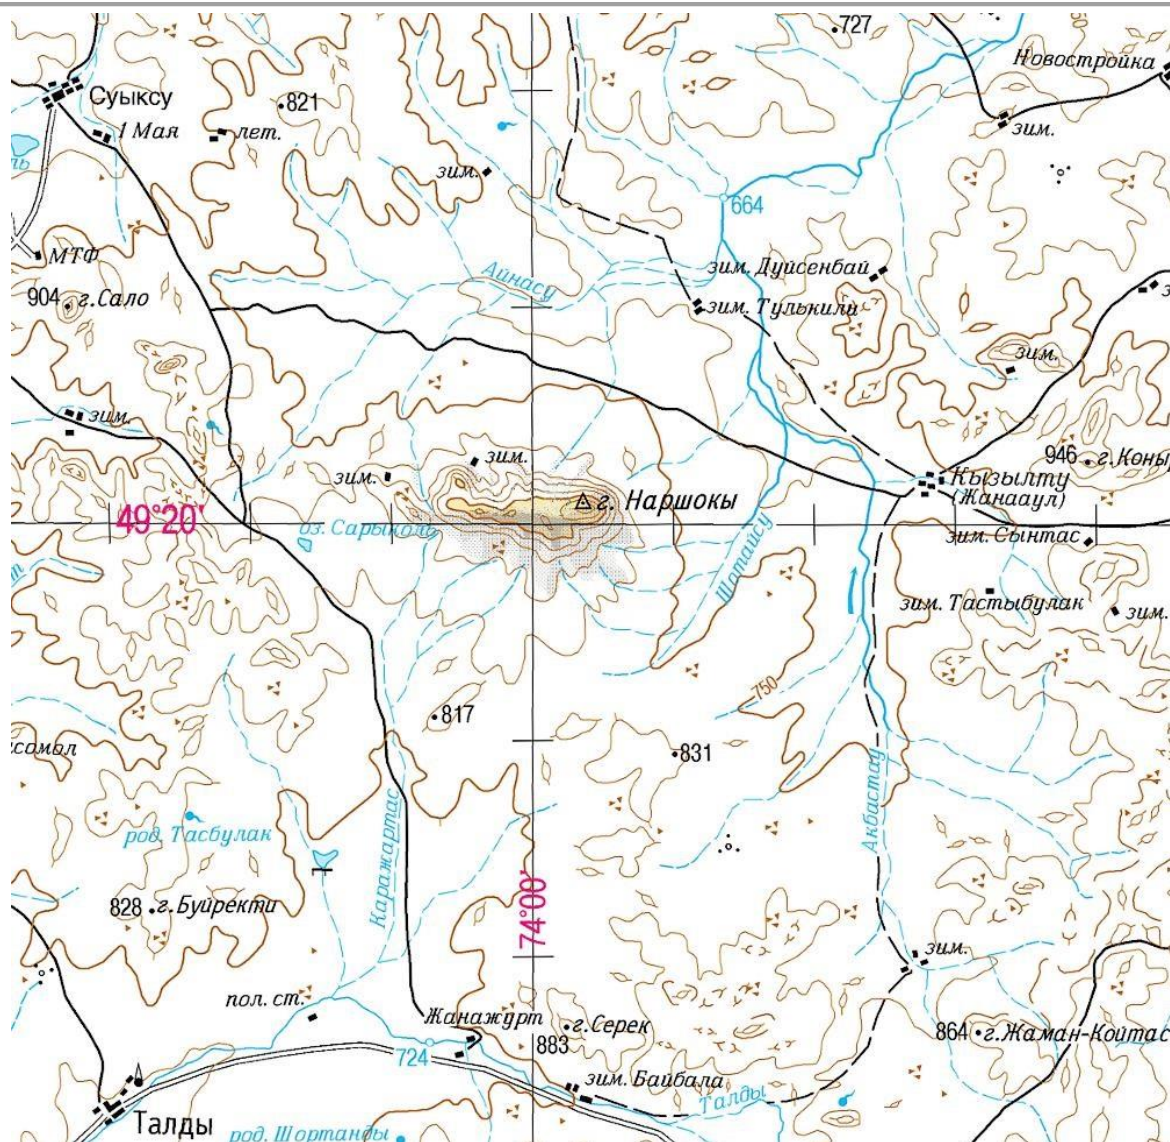 727
Новостройка
Суыксу
821
1 Мая
лет.
зим.
зим.
ль
664
МТФ
зим. Дуйсенбай
Айнасу
904 г. Сало
зим. Тулькили
з
зим.
зим.
946 г. Коны
зим.
зим.
Кызылту
(Жанааул)
г. Наршокы
49°20'
оз. Сарыколь
зим. Сынтас
Шотайсу
зим. Тастыбулак
зим.
750
817
сомол
831
Акбастау
Каражартас
род. Тасбулак
74°00'
828 г. Буйректи
зим.
пол. ст.
Жанажурт
г. Серек
883
864 г. Жаман-Койтас
724
зим. Байбала
Талды
Талды
род. Шортанды